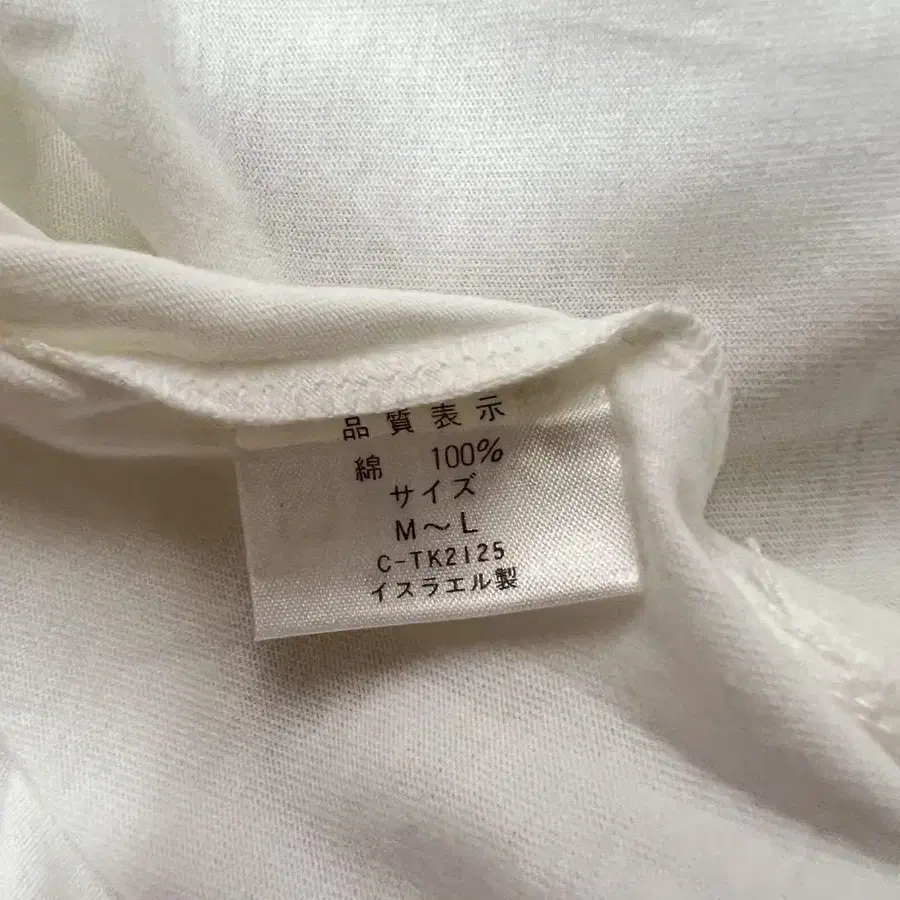 品質表示
綿 100%
サイズ
M～L
C-TK2125
イスラエル製